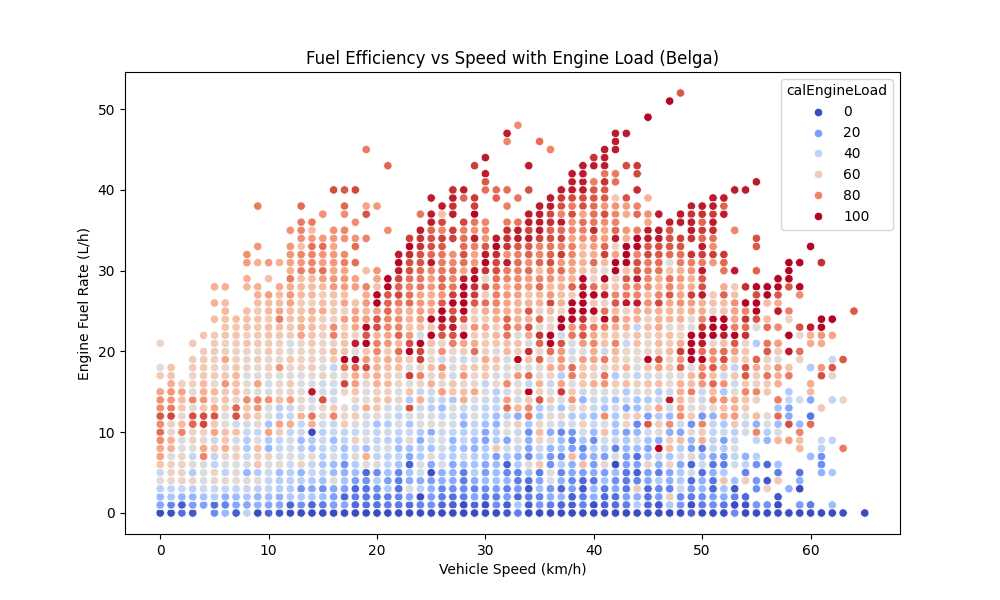 Fuel Efficiency vs Speed with Engine Load (Belga)
calEngineLoad
0
20
40
60
80
100
Engine Fuel Rate (L/h)
50
40
30
20
10
0
0 10 20 30 40 50 60
Vehicle Speed (km/h)